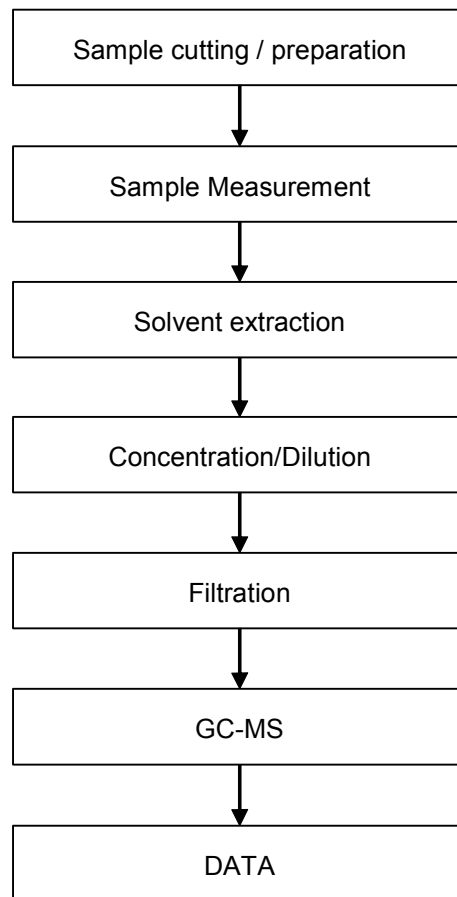 Sample cutting / preparation
Sample Measurement
Solvent extraction
Concentration/Dilution
Filtration
GC-MS
DATA